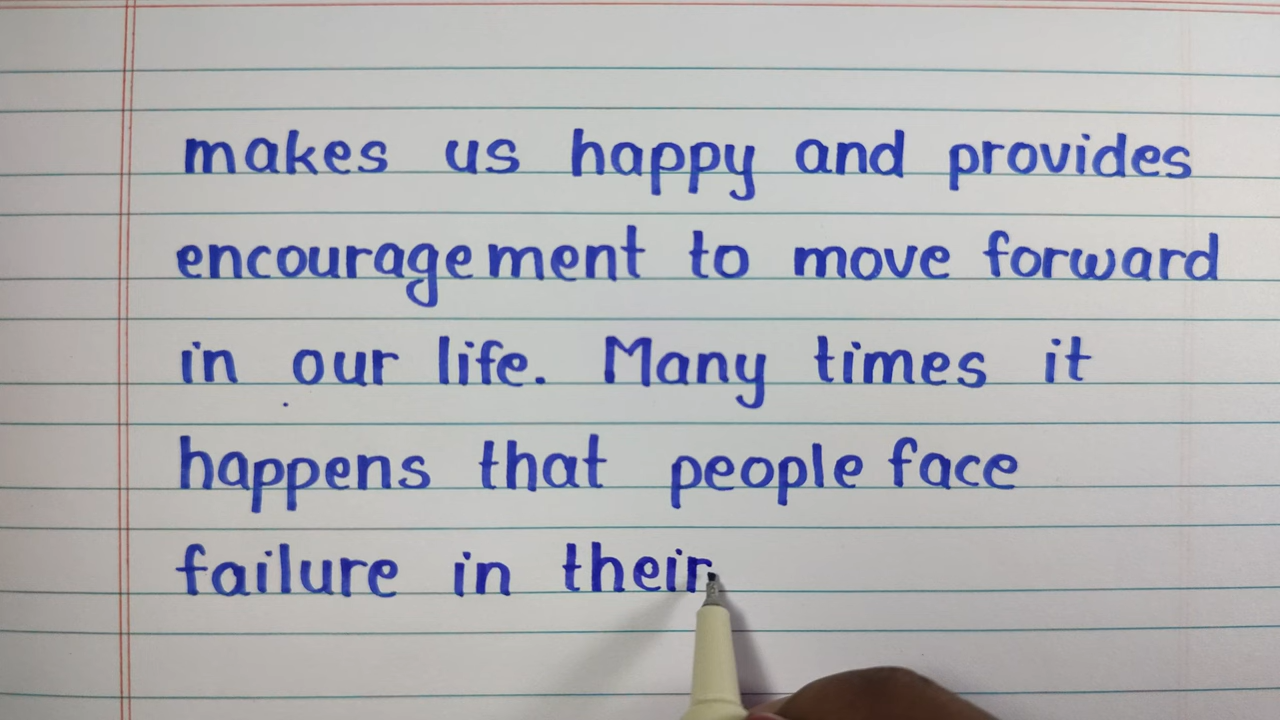 makes us happy and provides
encouragement to move forward
in our life. Many times it
happens that people face
failure in their